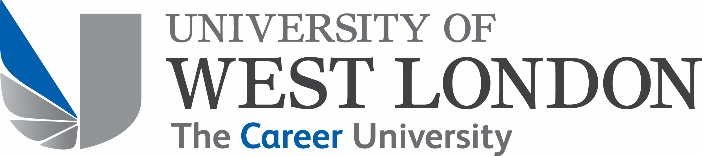 UNIVERSITY OF
WEST LONDON
The Career University